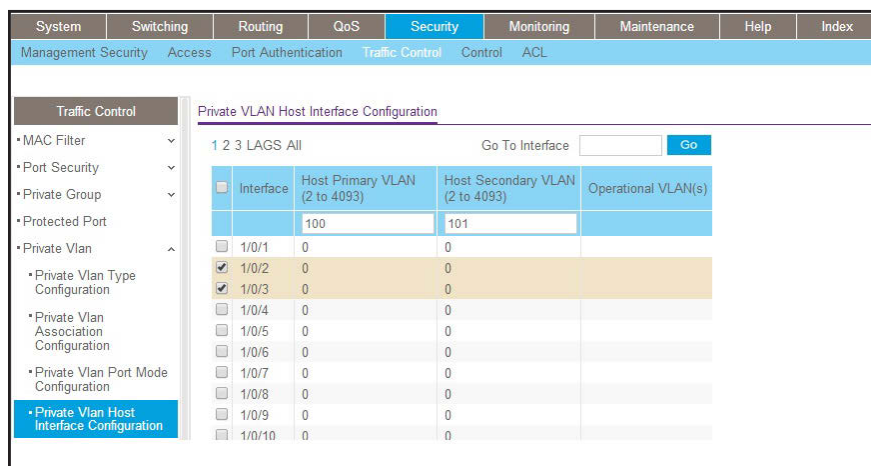 System Switching Routing QoS Security Monitoring Maintenance Help Index
Management Security Access Port Authentication Traffic Control Control ACL
Traffic Control
MAC Filter
Port Security
Private Group
Protected Port
Private Vlan
Private Vlan Type
Configuration
Private Vlan
Association
Configuration
Private Vlan Port Mode
Configuration
Private Vlan Host
Interface Configuration
Private VLAN Host Interface Configuration
1 2 3 LAGS All Go To Interface Go
Interface Host Primary VLAN (2 to 4093) Host Secondary VLAN (2 to 4093) Operational VLAN(s)
100 101
1/0/1 0 0
1/0/2 0 0
1/0/3 0 0
1/0/4 0 0
1/0/5 0 0
1/0/6 0 0
1/0/7 0 0
1/0/8 0 0
1/0/9 0 0
1/0/10 0 0